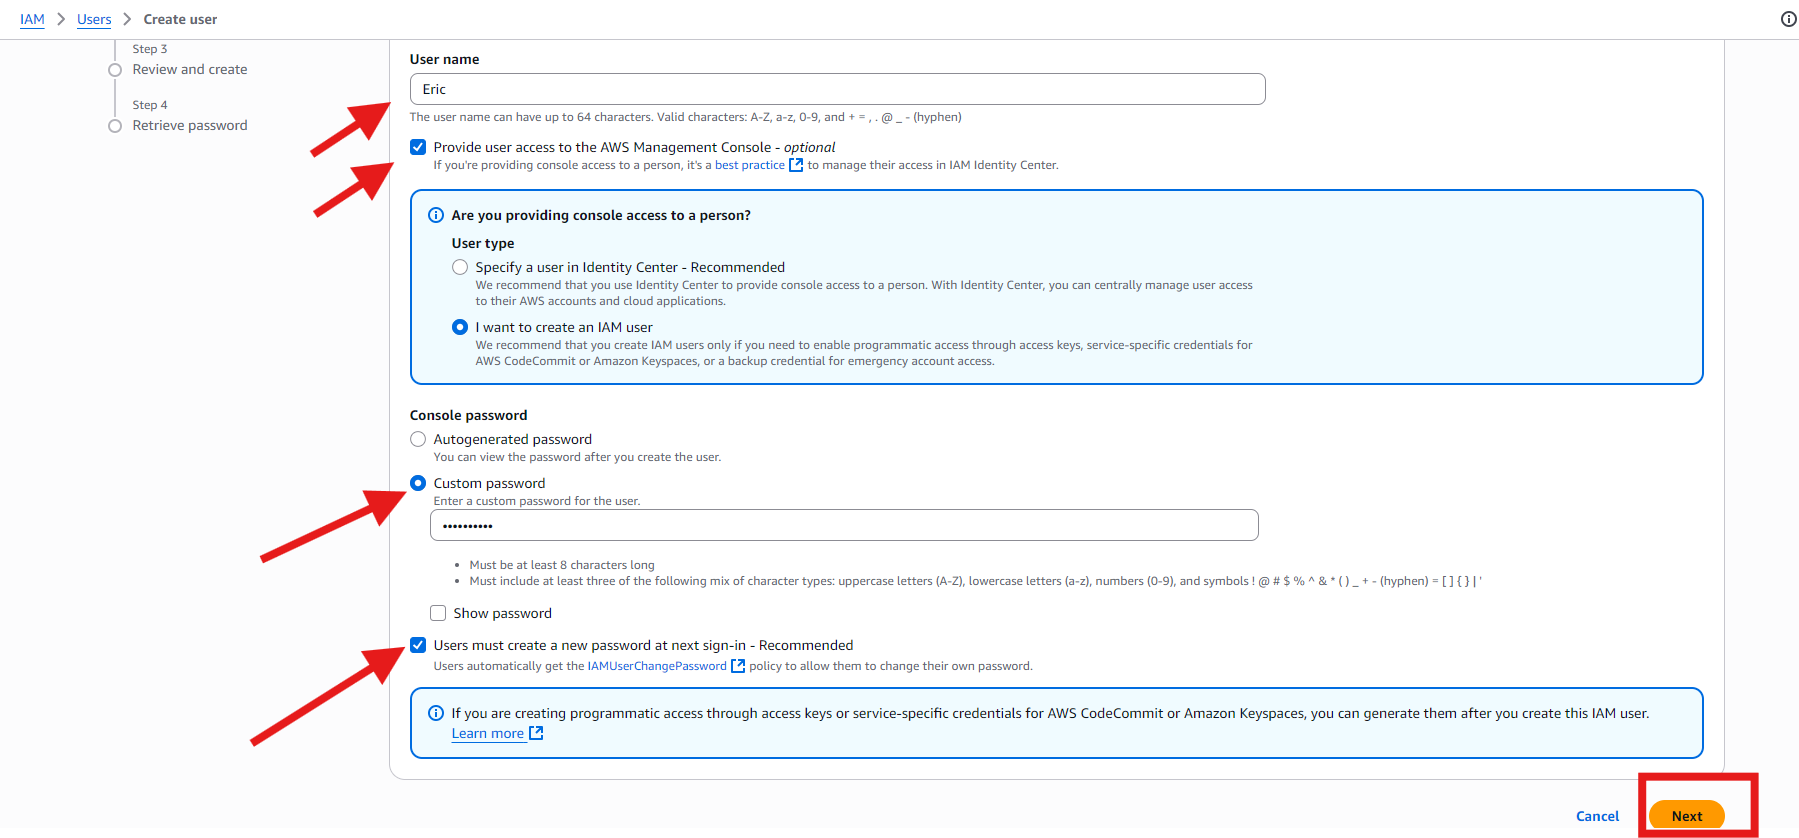 IAM > Users > Create user
Step 3
Review and create
Step 4
Retrieve password
User name
Eric
The user name can have up to 64 characters. Valid characters: A-Z, a-z, 0-9, and + = , . @ _ - (hyphen)
Provide user access to the AWS Management Console - optional
If you're providing console access to a person, it's a best practice to manage their access in IAM Identity Center.
Are you providing console access to a person?
User type
Specify a user in Identity Center - Recommended
We recommend that you use Identity Center to provide console access to a person. With Identity Center, you can centrally manage user access
to their AWS accounts and cloud applications.
I want to create an IAM user
We recommend that you create IAM users only if you need to enable programmatic access through access keys, service-specific credentials for
AWS CodeCommit or Amazon Keyspaces, or a backup credential for emergency account access.
Console password
Autogenerated password
You can view the password after you create the user.
Custom password
Enter a custom password for the user.
••••••••••
• Must be at least 8 characters long
• Must include at least three of the following mix of character types: uppercase letters (A-Z), lowercase letters (a-z), numbers (0-9), and symbols ! @ # $ % ^ & * ( ) _ + - (hyphen) = [ ] { } | '
Show password
Users must create a new password at next sign-in - Recommended
Users automatically get the IAMUserChangePassword policy to allow them to change their own password.
If you are creating programmatic access through access keys or service-specific credentials for AWS CodeCommit or Amazon Keyspaces, you can generate them after you create this IAM user.
Learn more
Cancel
Next